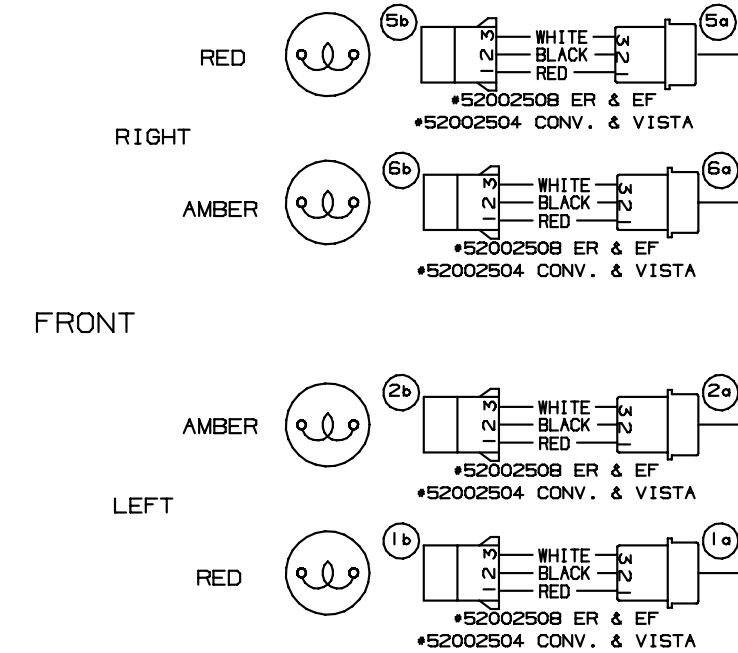 5b
5a
RED
3 WHITE 3
2 BLACK 2
1 RED 1
#52002508 ER & EF
#52002504 CONV. & VISTA
RIGHT
6b
6a
AMBER
3 WHITE 3
2 BLACK 2
1 RED 1
#52002508 ER & EF
#52002504 CONV. & VISTA
FRONT
2b
2a
AMBER
3 WHITE 3
2 BLACK 2
1 RED 1
#52002508 ER & EF
#52002504 CONV. & VISTA
LEFT
1b
1a
RED
3 WHITE 3
2 BLACK 2
1 RED 1
#52002508 ER & EF
#52002504 CONV. & VISTA